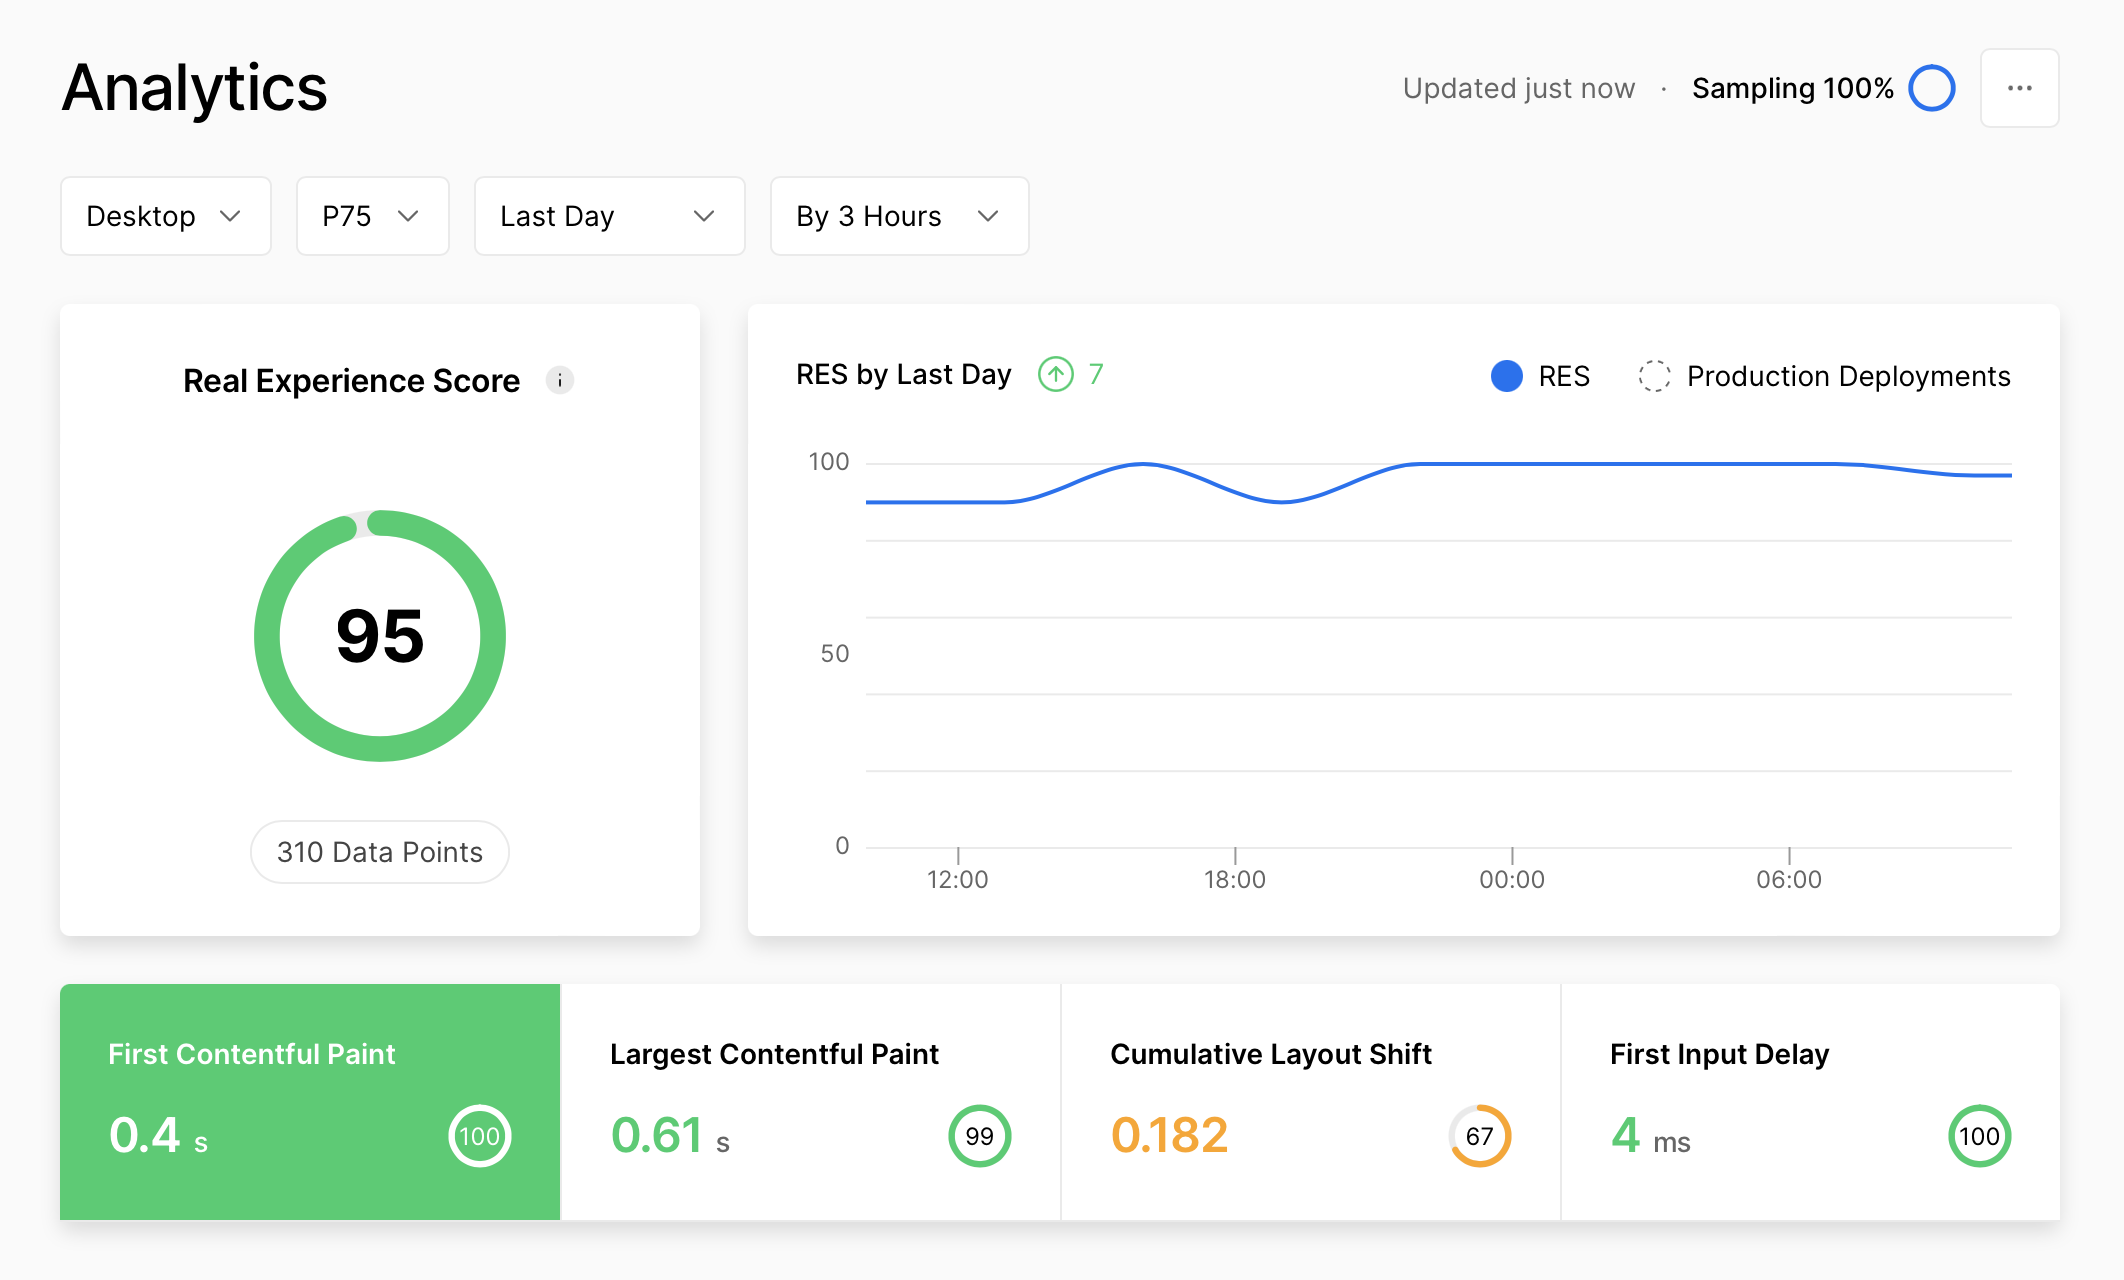 Analytics
Updated just now · Sampling 100%
Desktop
P75
Last Day
By 3 Hours
Real Experience Score
95
310 Data Points
RES by Last Day 7
RES
Production Deployments
100
50
0
12:00
18:00
00:00
06:00
First Contentful Paint
0.4 s
100
Largest Contentful Paint
0.61 s
99
Cumulative Layout Shift
0.182
67
First Input Delay
4 ms
100